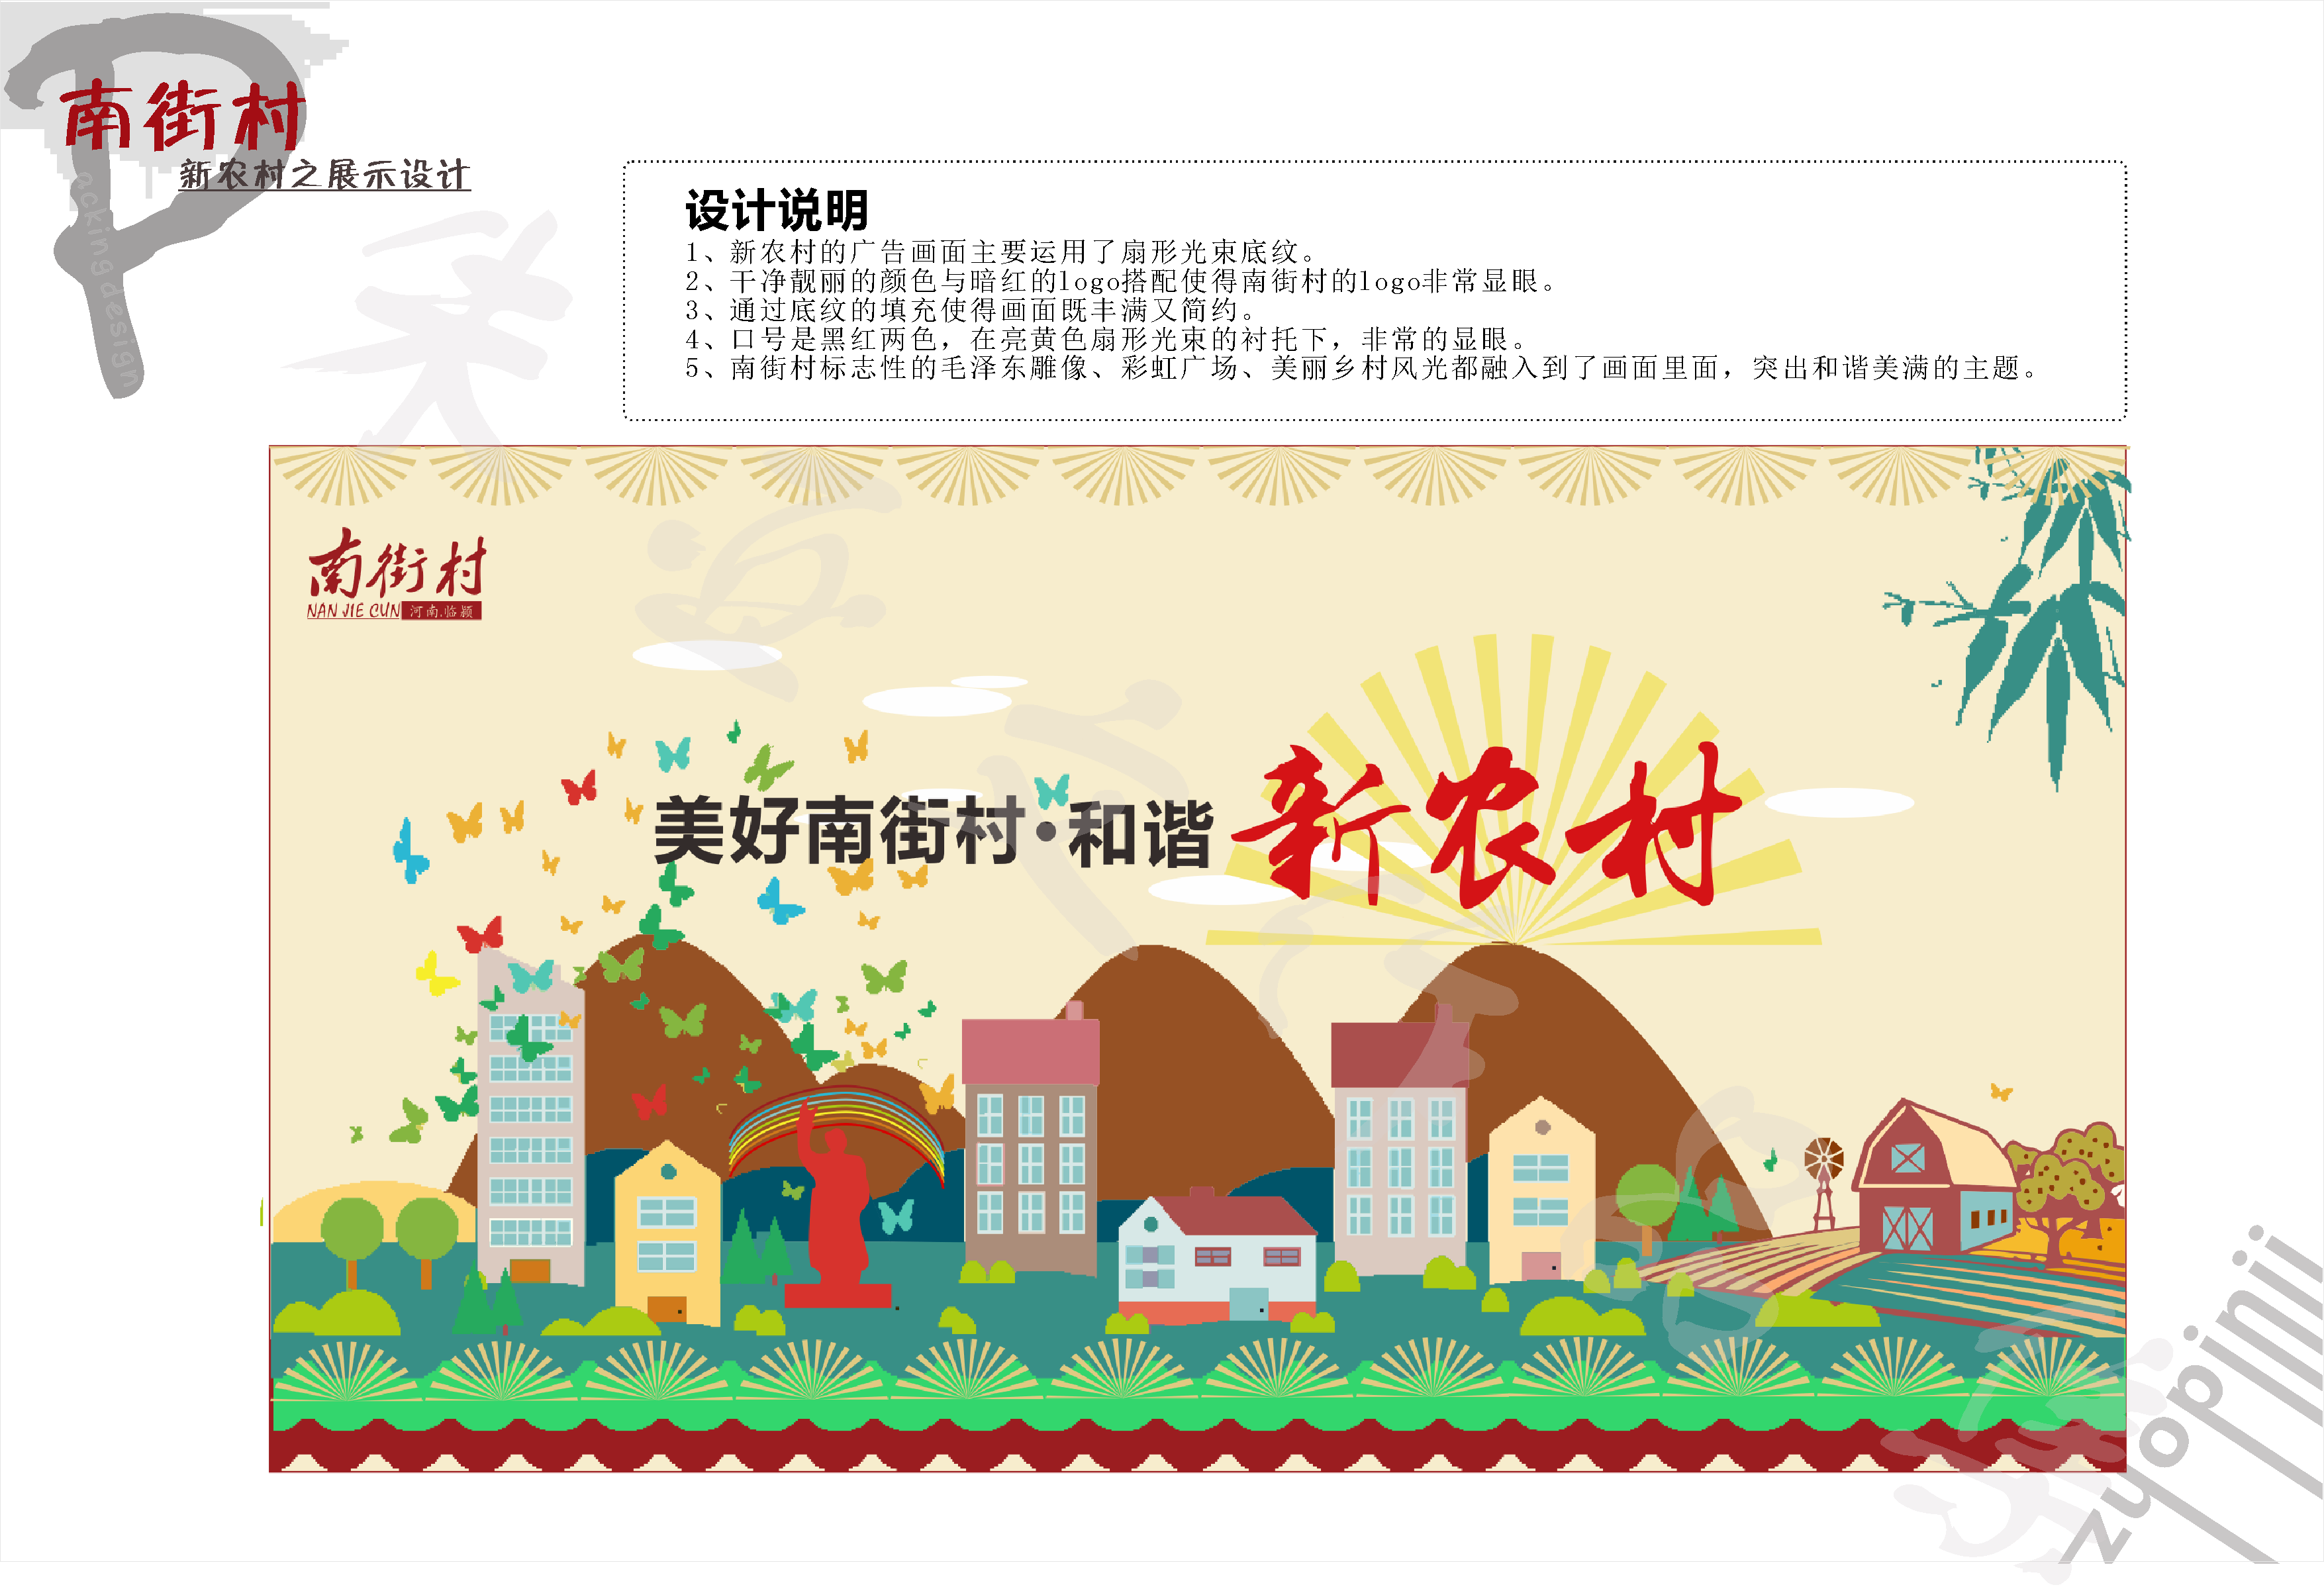 南街村
新农村之展示设计
acking design
设计说明
1、新农村的广告画面主要运用了扇形光束底纹。
2、干净靓丽的颜色与暗红的logo搭配使得南街村的logo非常显眼。
3、通过底纹的填充使得画面既丰满又简约。
4、口号是黑红两色，在亮黄色扇形光束的衬托下，非常的显眼。
5、南街村标志性的毛泽东雕像、彩虹广场、美丽乡村风光都融入到了画面里面，突出和谐美满的主题。
南街村
NAN JIE CUN 河南.临颍
美好南街村·和谐新农村
zuopinji